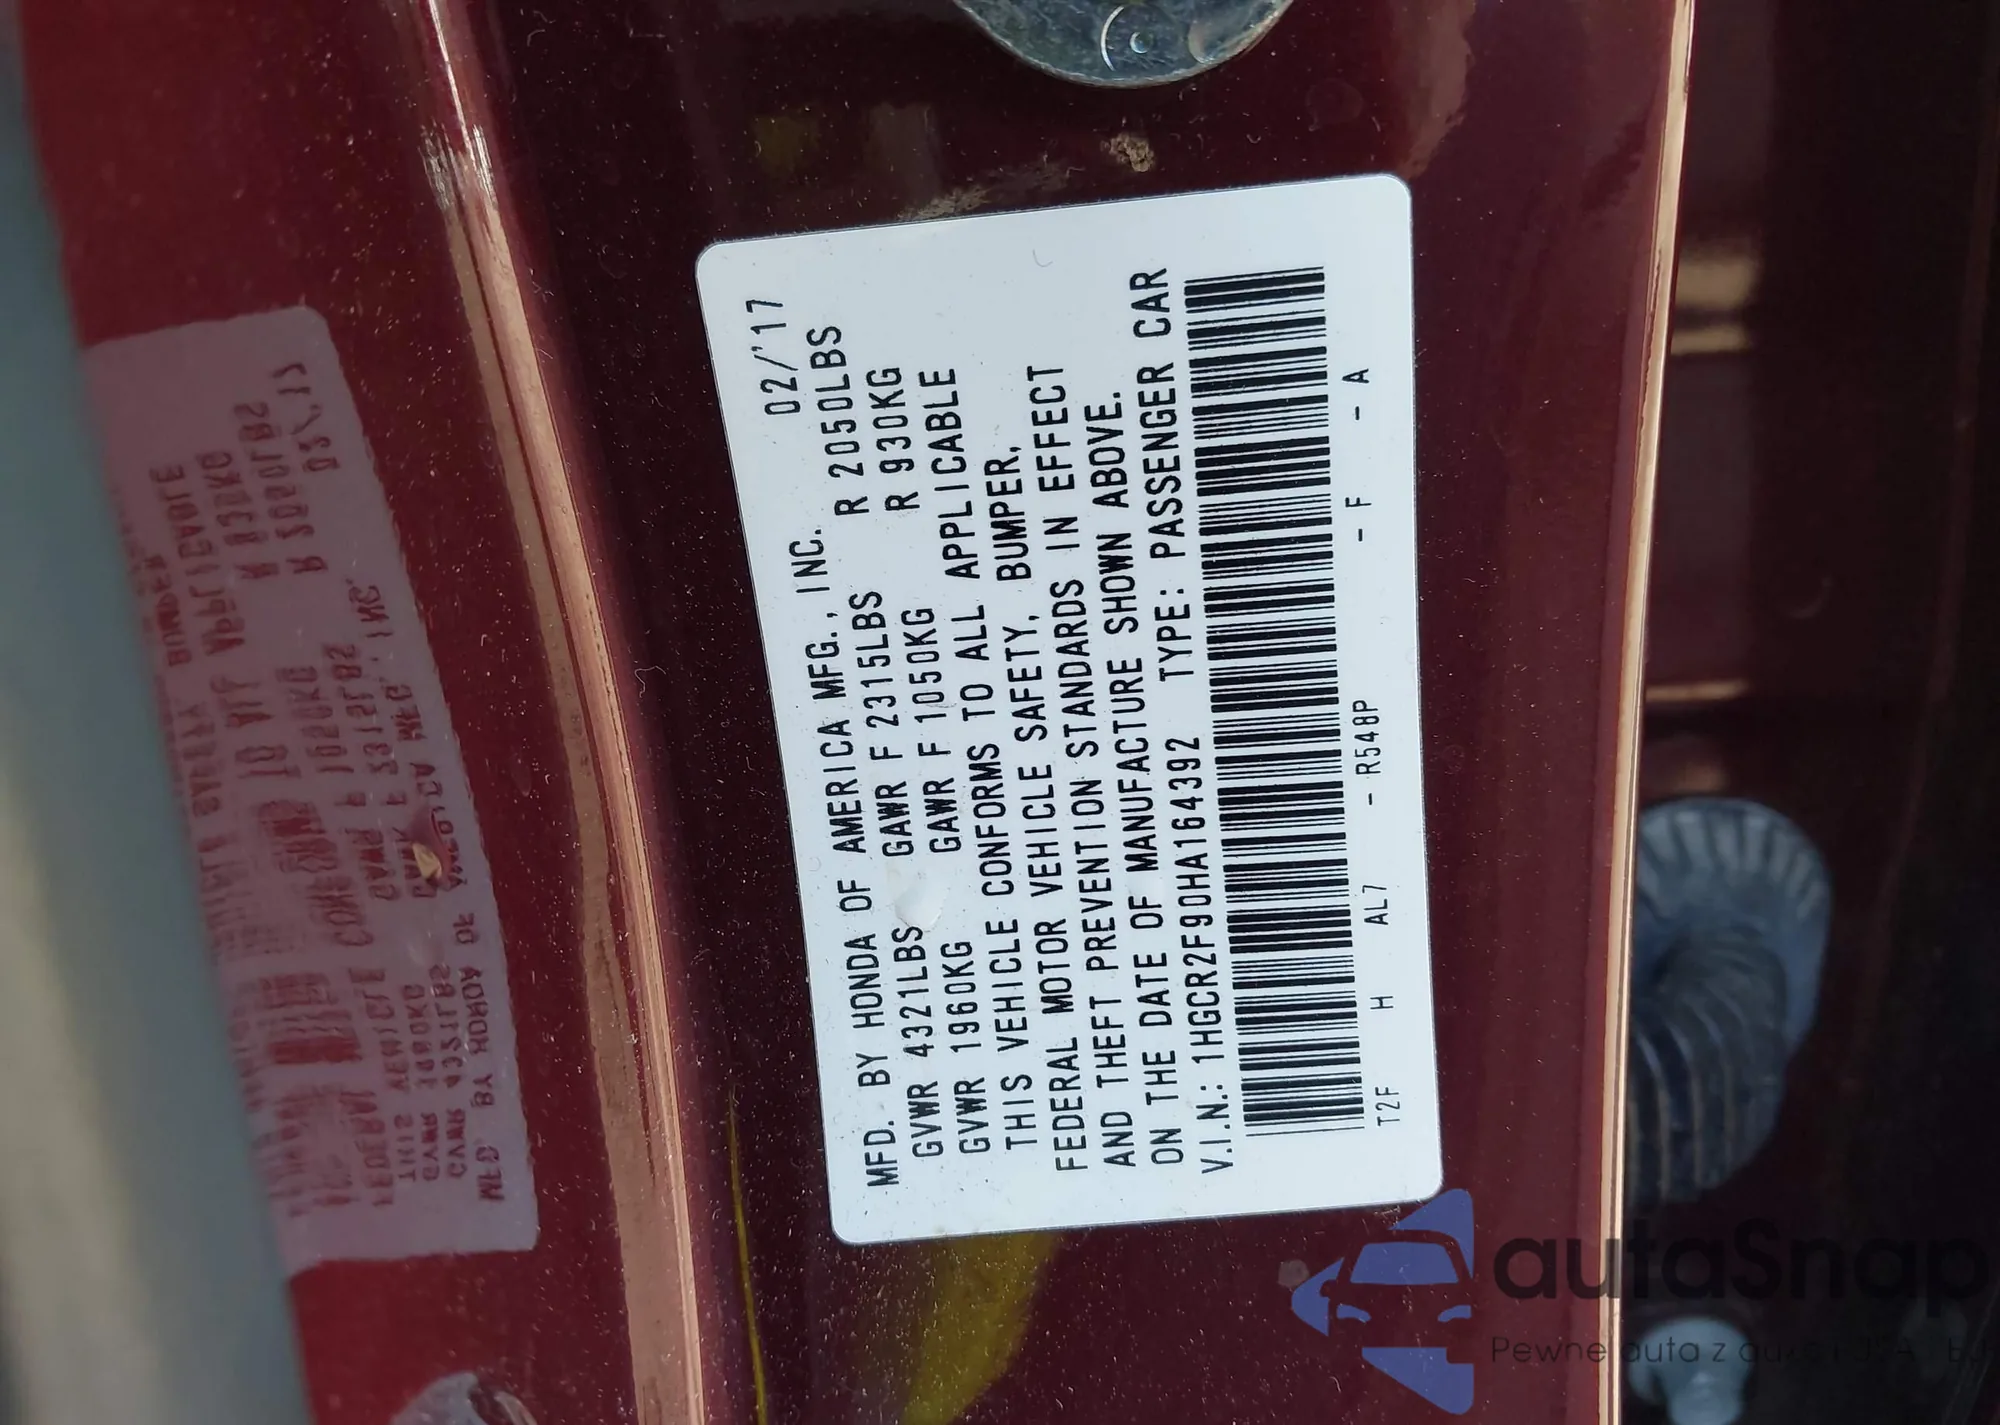 MFD. BY HONDA OF AMERICA MFG., INC. 02/'17
GVWR 4321LBS GAWR F 2315LBS R 2050LBS
GVWR 1960KG GAWR F 1050KG R 930KG
THIS VEHICLE CONFORMS TO ALL APPLICABLE
FEDERAL MOTOR VEHICLE SAFETY, BUMPER,
AND THEFT PREVENTION STANDARDS IN EFFECT
ON THE DATE OF MANUFACTURE SHOWN ABOVE.
V.I.N.: 1HGCR2F90HA164392 TYPE: PASSENGER CAR
T2F H AL7 - R548P - F - A
autaSnap
Pewne auta z